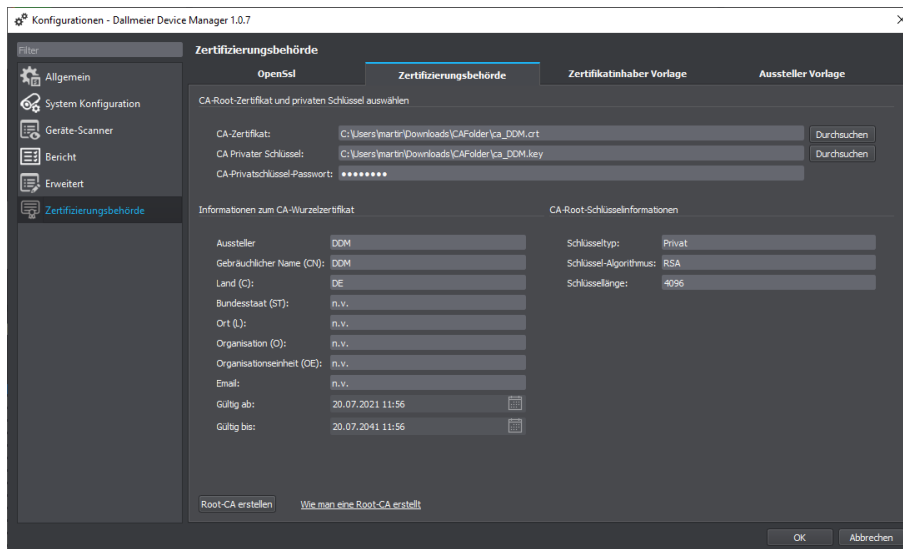 Konfigurationen - Dallmeier Device Manager 1.0.7
Filter
Allgemein
System Konfiguration
Geräte-Scanner
Bericht
Erweitert
Zertifizierungsbehörde
Zertifizierungsbehörde
OpenSsl
Zertifizierungsbehörde
Zertifikatinhaber Vorlage
Aussteller Vorlage
CA-Root-Zertifikat und privaten Schlüssel auswählen
CA-Zertifikat: C:\Users\martin\Downloads\CAFolder\ca_DDM.crt Durchsuchen
CA Privater Schlüssel: C:\Users\martin\Downloads\CAFolder\ca_DDM.key Durchsuchen
CA-Privatschlüssel-Passwort: ●●●●●●●●
Informationen zum CA-Wurzelzertifikat
Aussteller DDM
Gebräuchlicher Name (CN): DDM
Land (C): DE
Bundesstaat (ST): n.v.
Ort (L): n.v.
Organisation (O): n.v.
Organisationseinheit (OE): n.v.
Email: n.v.
Gültig ab: 20.07.2021 11:56
Gültig bis: 20.07.2041 11:56
CA-Root-Schlüsselinformationen
Schlüsseltyp: Privat
Schlüssel-Algorithmus: RSA
Schlüssellänge: 4096
Root-CA erstellen
Wie man eine Root-CA erstellt
OK
Abbrechen